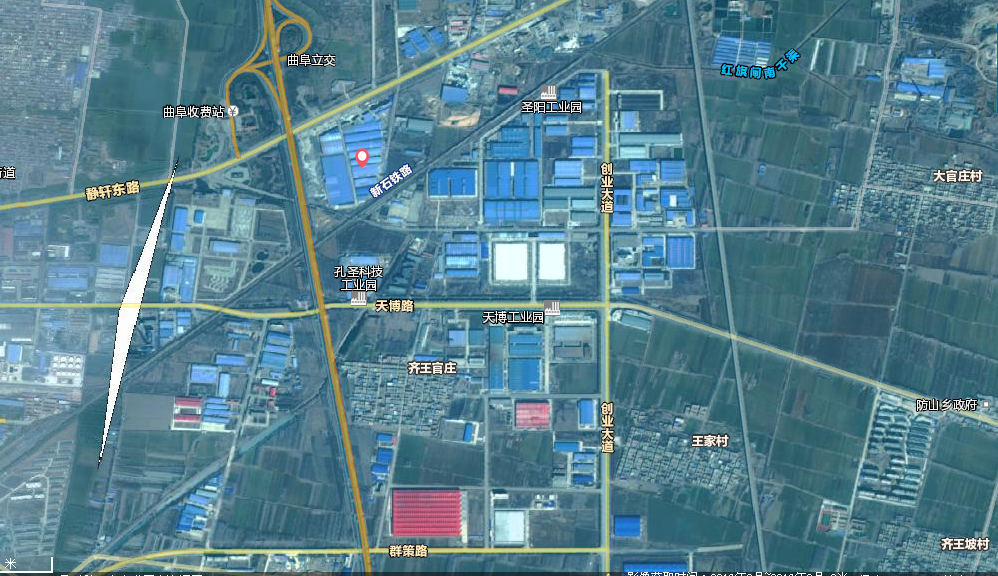 曲阜立交
红旗闸南干渠
曲阜收费站
圣阳工业园
街道
静轩东路
新石铁路
创业大道
大官庄村
孔圣科技
工业园
天博路
天博工业园
齐王官庄
防山乡政府
创业大道
王家村
群策路
齐王坡村